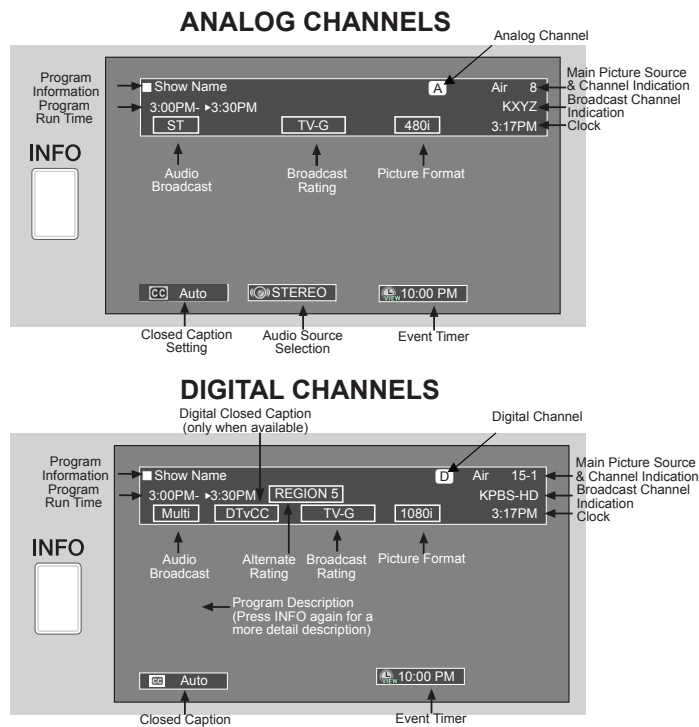 ANALOG CHANNELS
Analog Channel
Program
Information
Program
Run Time
Show Name
A
Air 8
Main Picture Source
& Channel Indication
3:00PM- ▸3:30PM
KXYZ
Broadcast Channel
Indication
ST
TV-G
480i
3:17PM
Clock
INFO
Audio
Broadcast
Broadcast
Rating
Picture Format
CC Auto
STEREO
VIEW 10:00 PM
Closed Caption
Setting
Audio Source
Selection
Event Timer
DIGITAL CHANNELS
Digital Closed Caption
(only when available)
Digital Channel
Program
Information
Program
Run Time
Show Name
D
Air 15-1
Main Picture Source
& Channel Indication
3:00PM- ▸3:30PM
REGION 5
KPBS-HD
Broadcast Channel
Indication
Multi
DTvCC
TV-G
1080i
3:17PM
Clock
INFO
Audio
Broadcast
Alternate
Rating
Broadcast
Rating
Picture Format
Program Description
(Press INFO again for a
more detail description)
CC Auto
VIEW 10:00 PM
Closed Caption
Event Timer